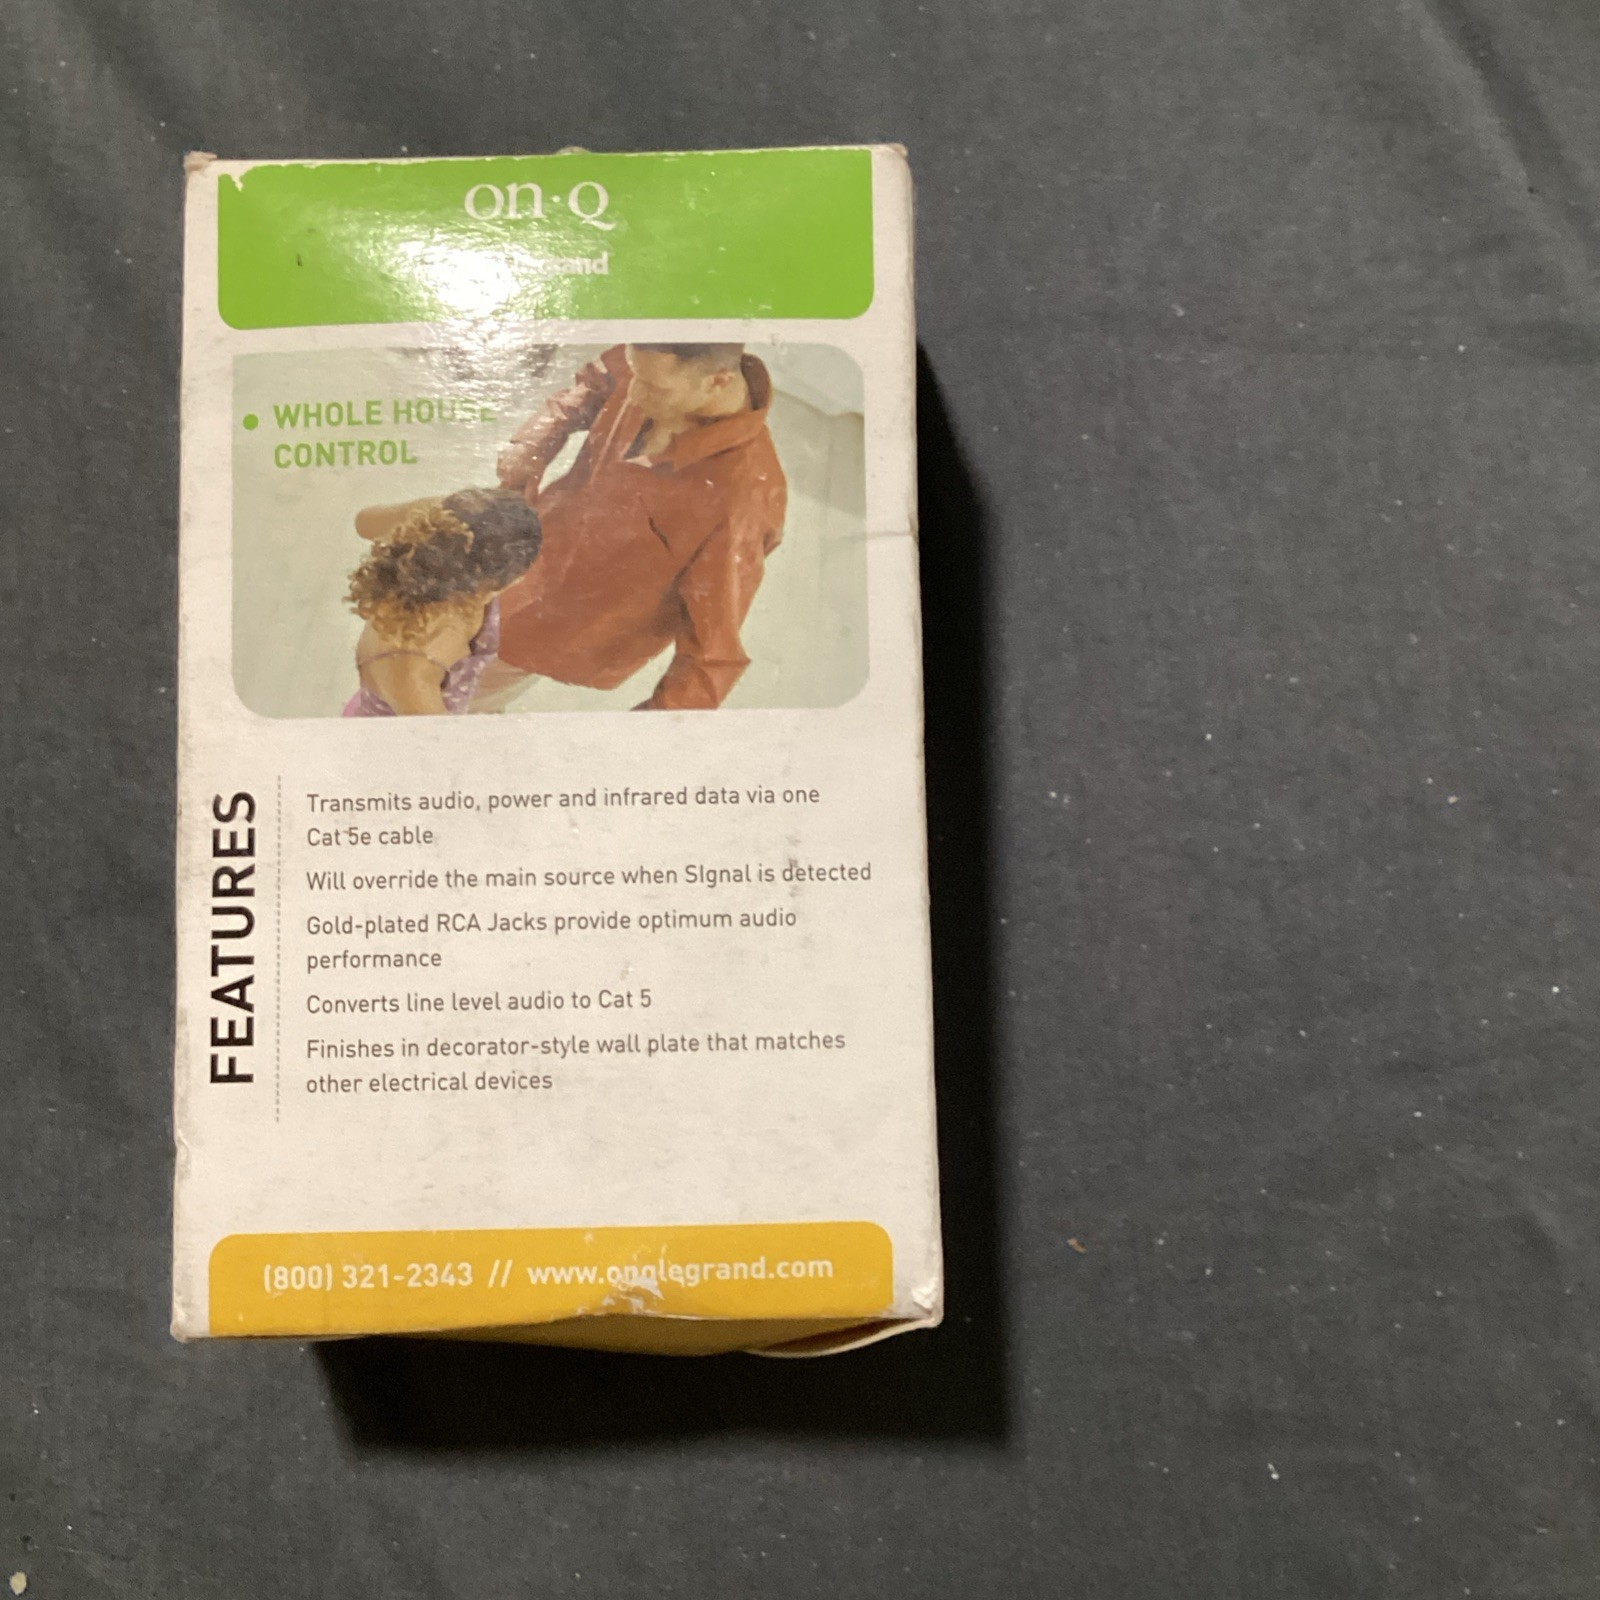 on·Q
WHOLE HOUSE
CONTROL
FEATURES
Transmits audio, power and infrared data via one
Cat 5e cable
Will override the main source when SIgnal is detected
Gold-plated RCA Jacks provide optimum audio
performance
Converts line level audio to Cat 5
Finishes in decorator-style wall plate that matches
other electrical devices
(800) 321-2343 // www.onqlegrand.com